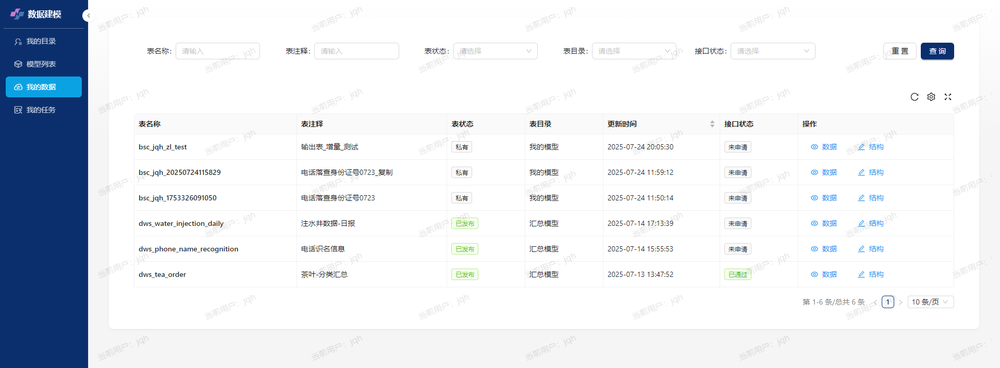 数据建模
我的目录
模型列表
我的数据
我的任务
表名称: 请输入 表注释: 请输入 表状态: 请选择 表目录: 请选择 接口状态: 请选择 重 置 查 询
表名称 表注释 表状态 表目录 更新时间 接口状态 操作
bsc_jqh_zl_test 输出表_增量_测试 私有 我的模型 2025-07-24 20:05:30 未申请 数据 结构
bsc_jqh_20250724115829 电话落查身份证号0723_复制 私有 我的模型 2025-07-24 11:59:12 未申请 数据 结构
bsc_jqh_1753326091050 电话落查身份证号0723 私有 我的模型 2025-07-24 11:50:14 未申请 数据 结构
dws_water_injection_daily 注水井数据-日报 已发布 汇总模型 2025-07-14 17:13:39 未申请 数据 结构
dws_phone_name_recognition 电话识名信息 已发布 汇总模型 2025-07-14 15:55:53 未申请 数据 结构
dws_tea_order 茶叶-分类汇总 已发布 汇总模型 2025-07-13 13:47:52 已通过 数据 结构
第 1-6 条/总共 6 条 1 10 条/页
当前用户: jqh